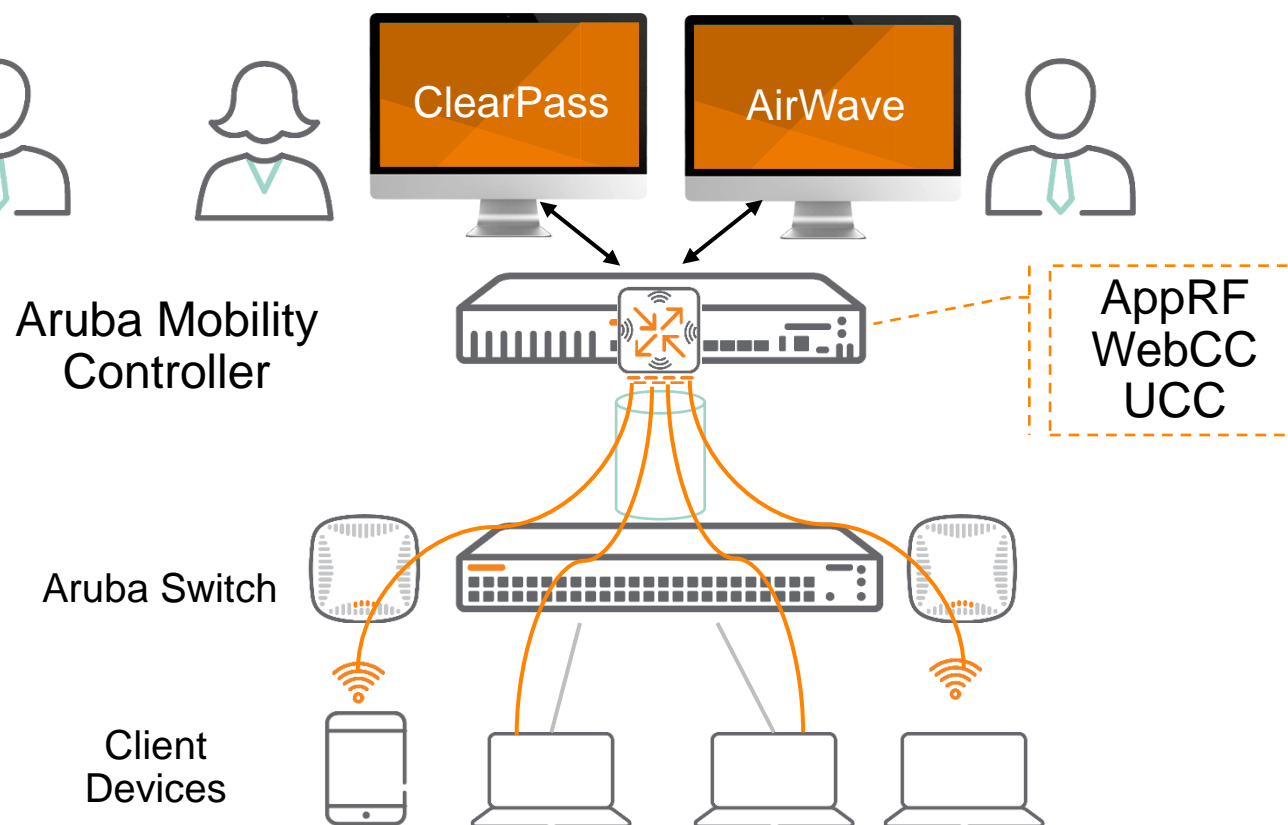 ClearPass
AirWave
Aruba Mobility
Controller
AppRF
WebCC
UCC
Aruba Switch
Client
Devices